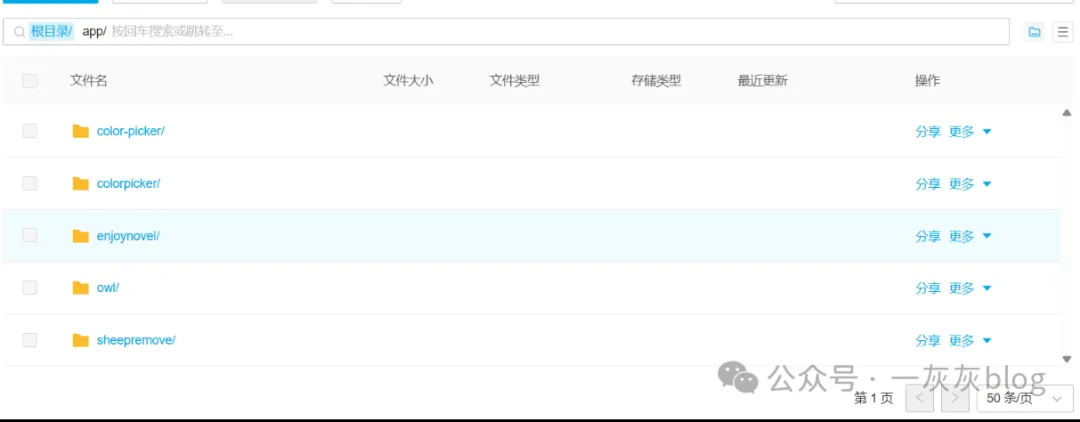 根目录/ app/ 按回车搜索或跳转至...
文件名 文件大小 文件类型 存储类型 最近更新 操作
color-picker/ 分享 更多
colorpicker/ 分享 更多
enjoynovel/ 分享 更多
owl/ 分享 更多
sheepremove/ 分享 更多
公众号 · 一灰灰blog
第 1 页 50 条/页